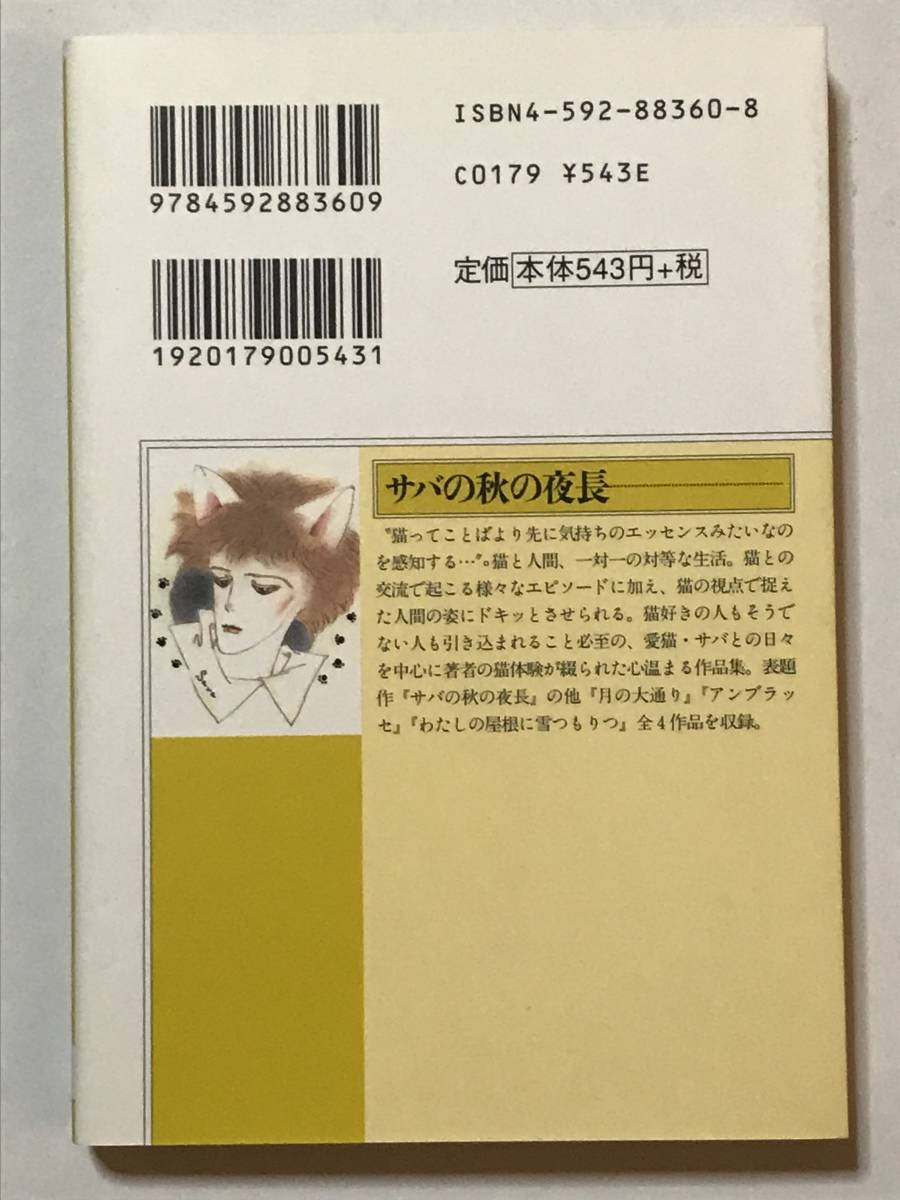 ISBN4-592-88360-8
9784592883609
C0179 ¥543E
定価本体543円+税
1920179005431
サバの秋の夜長
〝猫ってことばより先に気持ちのエッセンスみたいなの
を感知する…〟。猫と人間、一対一の対等な生活。猫との
交流で起こる様々なエピソードに加え、猫の視点で捉え
た人間の姿にドキッとさせられる。猫好きの人もそうで
ない人も引き込まれること必至の、愛猫・サバとの日々
を中心に著者の猫体験が綴られた心温まる作品集。表題
作『サバの秋の夜長』の他『月の大通り』『アンブラッ
セ』『わたしの屋根に雪つもりつ』全4作品を収録。